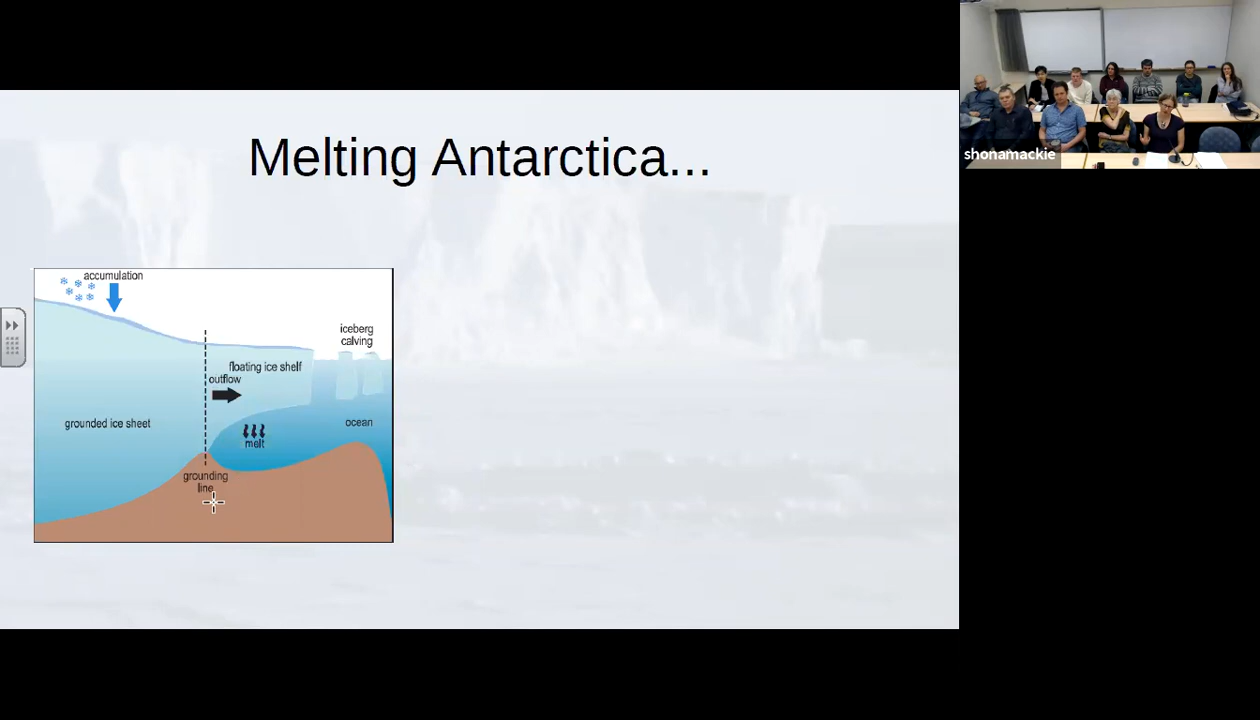 Melting Antarctica...
accumulation
iceberg
calving
floating ice shelf
outflow
grounded ice sheet
ocean
melt
grounding
line
shonamackie